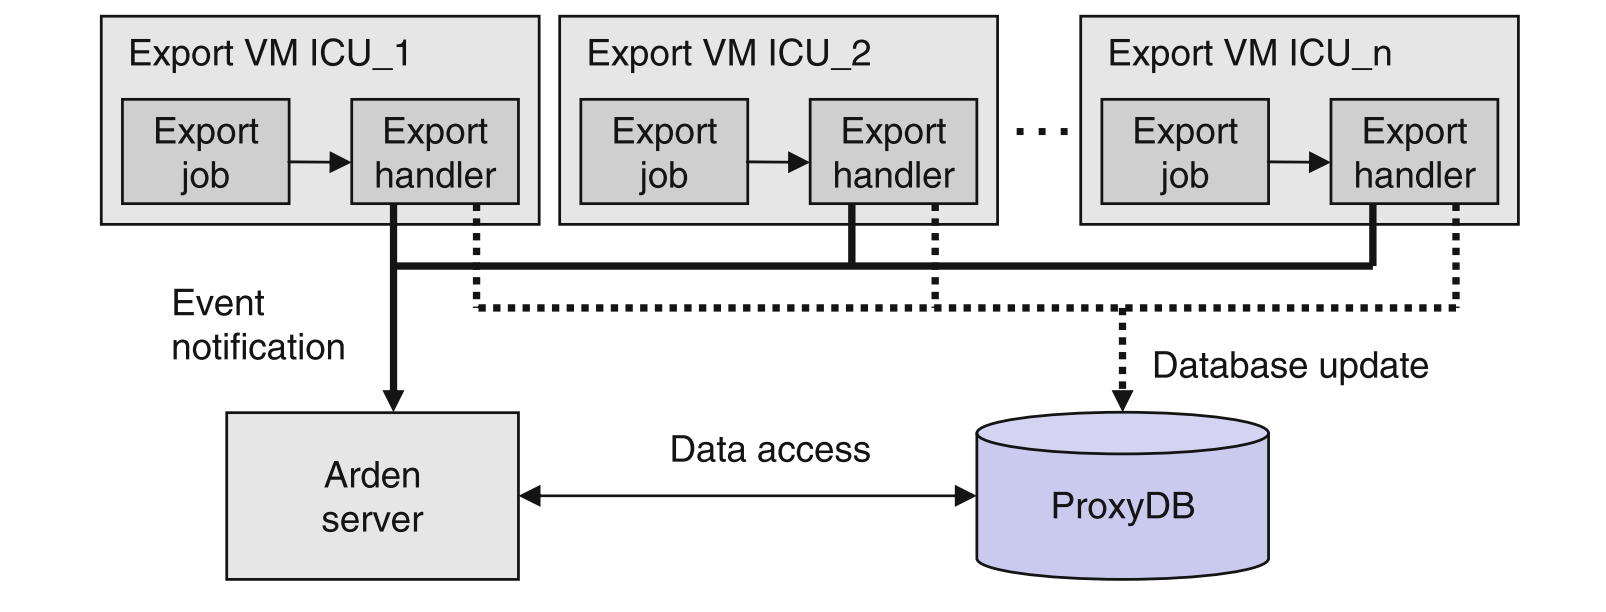 Export VM ICU_1
Export
job
Export
handler
Export VM ICU_2
Export
job
Export
handler
...
Export VM ICU_n
Export
job
Export
handler
Event
notification
Database update
Arden
server
Data access
ProxyDB